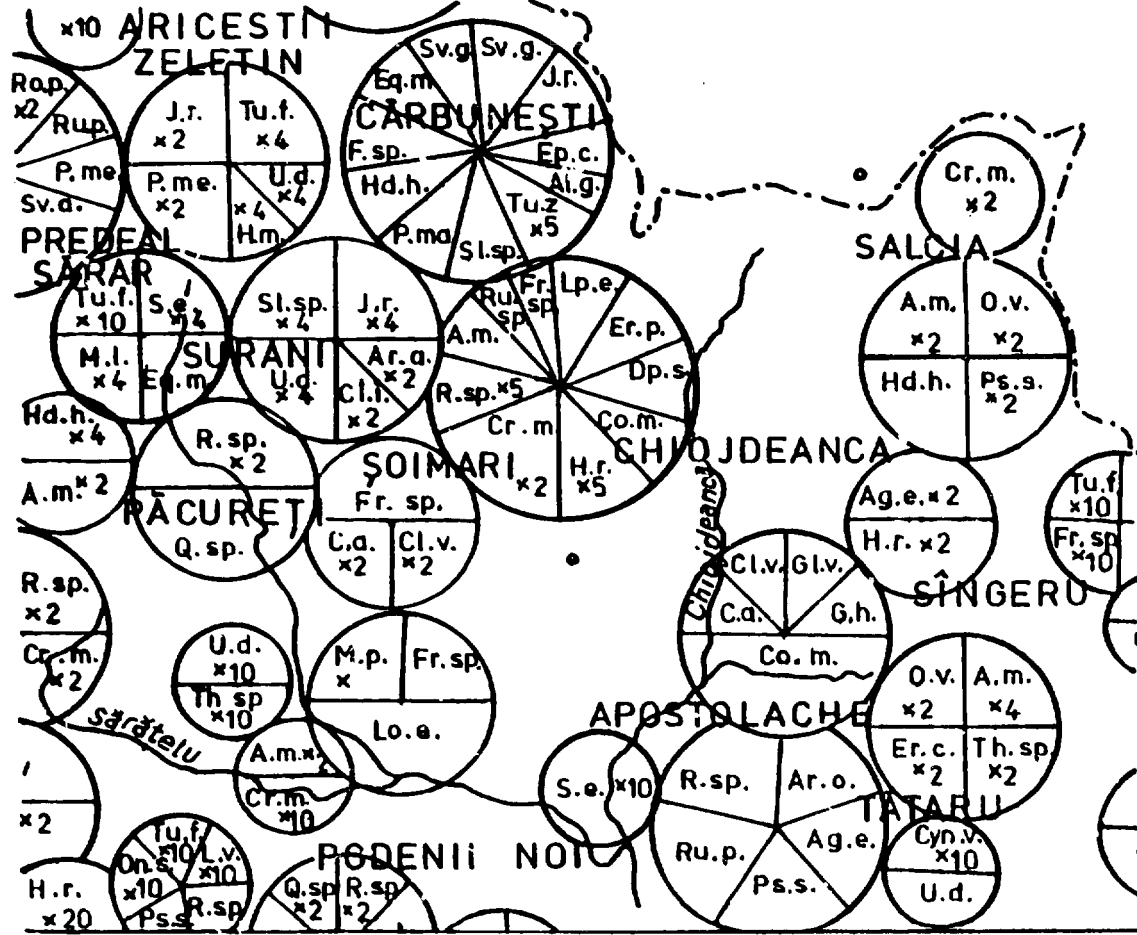 ×10 ARICESTII
ZELETIN
Sv.g. Sv.g.
J.r.
Eq.m
CĂRBUNEȘTI
F.sp.
Ep.c.
Hd.h.
Ai.g.
Tu.z
×5
P.ma
Sl.sp.
Ro.p.
×2
Ru.p.
P.me
Sv.d.
J.r.
×2
Tu.f.
×4
P.me.
×2
U.d.
×4
×4
H.m.
Cr.m.
×2
PREDEAL
SĂRAR
SALCIA
Tu.f.
×10
S.e.
M.l.
×4
Eq.m
SURANI
Sl.sp.
×4
J.r.
×4
U.d.
×4
Ar.a.
×2
Cl.l.
×2
Ru.
sp
Fr.
sp.
Lp.e.
A.m.
Er.p.
R.sp.×5
Dp.s.
Cr.m.
×2
Co.m.
H.r.
×5
A.m.
×2
O.v.
×2
Hd.h.
Ps.s.
×2
Hd.h.
×4
A.m. ×2
R.sp.
×2
PĂCUREȚI
Q.sp.
ȘOIMARI
CHIOJDEANCA
Fr. sp.
C.a.
×2
Cl.v.
×2
Ag.e. ×2
H.r. ×2
Tu.f.
×10
Fr.sp
×10
SÎNGERU
Cl.v.
Gl.v.
C.a.
G.h.
Co.m.
R.sp.
×2
Cr.m.
×2
U.d.
×10
Th sp
×10
M.p.
×
Fr.sp.
Lo.e.
Sărățelu
A.m.×
Cr.m.
×10
O.v.
×2
A.m.
×4
Er.c.
×2
Th.sp.
×2
APOSTOLACHE
S.e. ×10
R.sp.
Ar.o.
Ru.p.
Ag.e.
Ps.s.
TĂTARU
Cyn.v.
×10
U.d.
×2
PODENII NOI
Tu.f.
×10
L.v.
×10
On.s.
×10
Ps.s
R.sp
H.r.
×20
Q.sp
×2
R.sp
×2